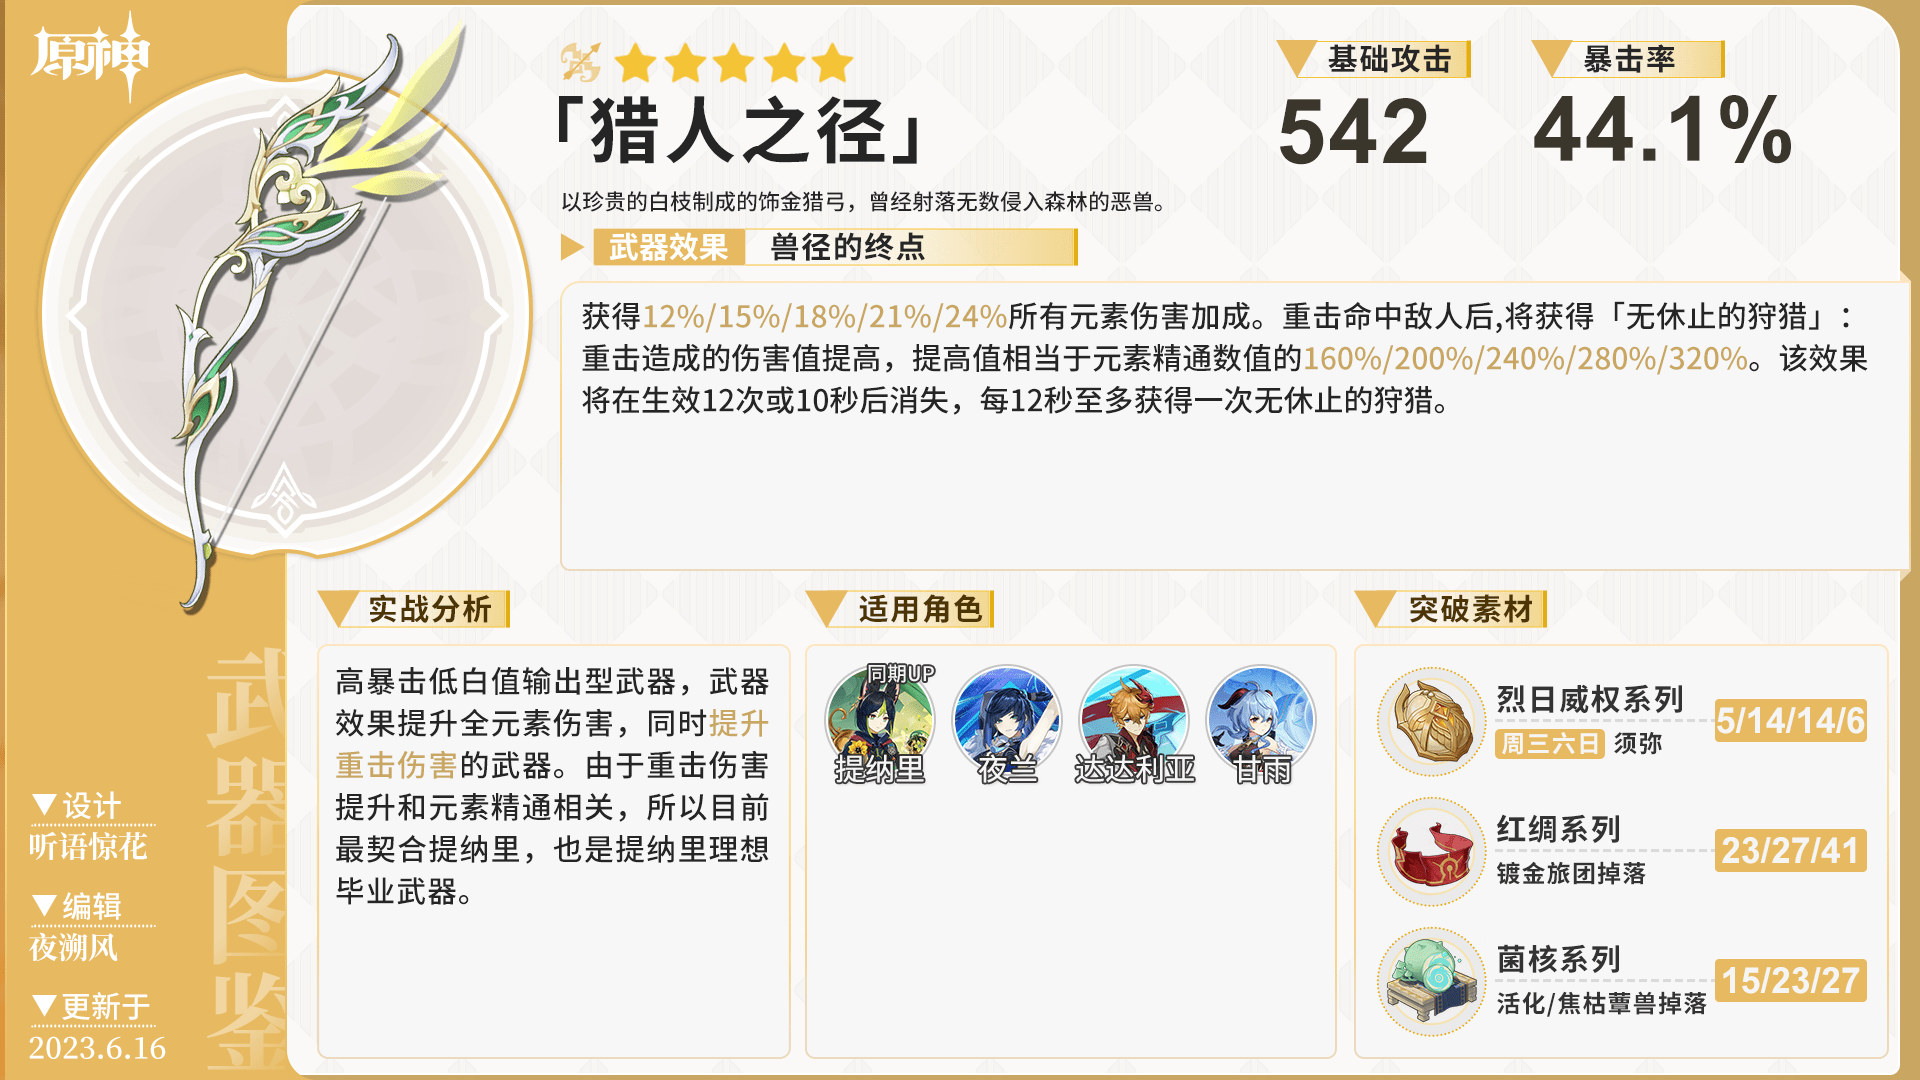 原神
「猎人之径」
以珍贵的白枝制成的饰金猎弓，曾经射落无数侵入森林的恶兽。
基础攻击
542
暴击率
44.1%
武器效果 兽径的终点
获得12%/15%/18%/21%/24%所有元素伤害加成。重击命中敌人后,将获得「无休止的狩猎」：
重击造成的伤害值提高，提高值相当于元素精通数值的160%/200%/240%/280%/320%。该效果
将在生效12次或10秒后消失，每12秒至多获得一次无休止的狩猎。
实战分析
高暴击低白值输出型武器，武器
效果提升全元素伤害，同时提升
重击伤害的武器。由于重击伤害
提升和元素精通相关，所以目前
最契合提纳里，也是提纳里理想
毕业武器。
适用角色
同期UP
提纳里
夜兰
达达利亚
甘雨
突破素材
烈日威权系列
周三六日 须弥
5/14/14/6
红绸系列
镀金旅团掉落
23/27/41
菌核系列
活化/焦枯蕈兽掉落
15/23/27
武器图鉴
▼设计
听语惊花
▼编辑
夜溯风
▼更新于
2023.6.16